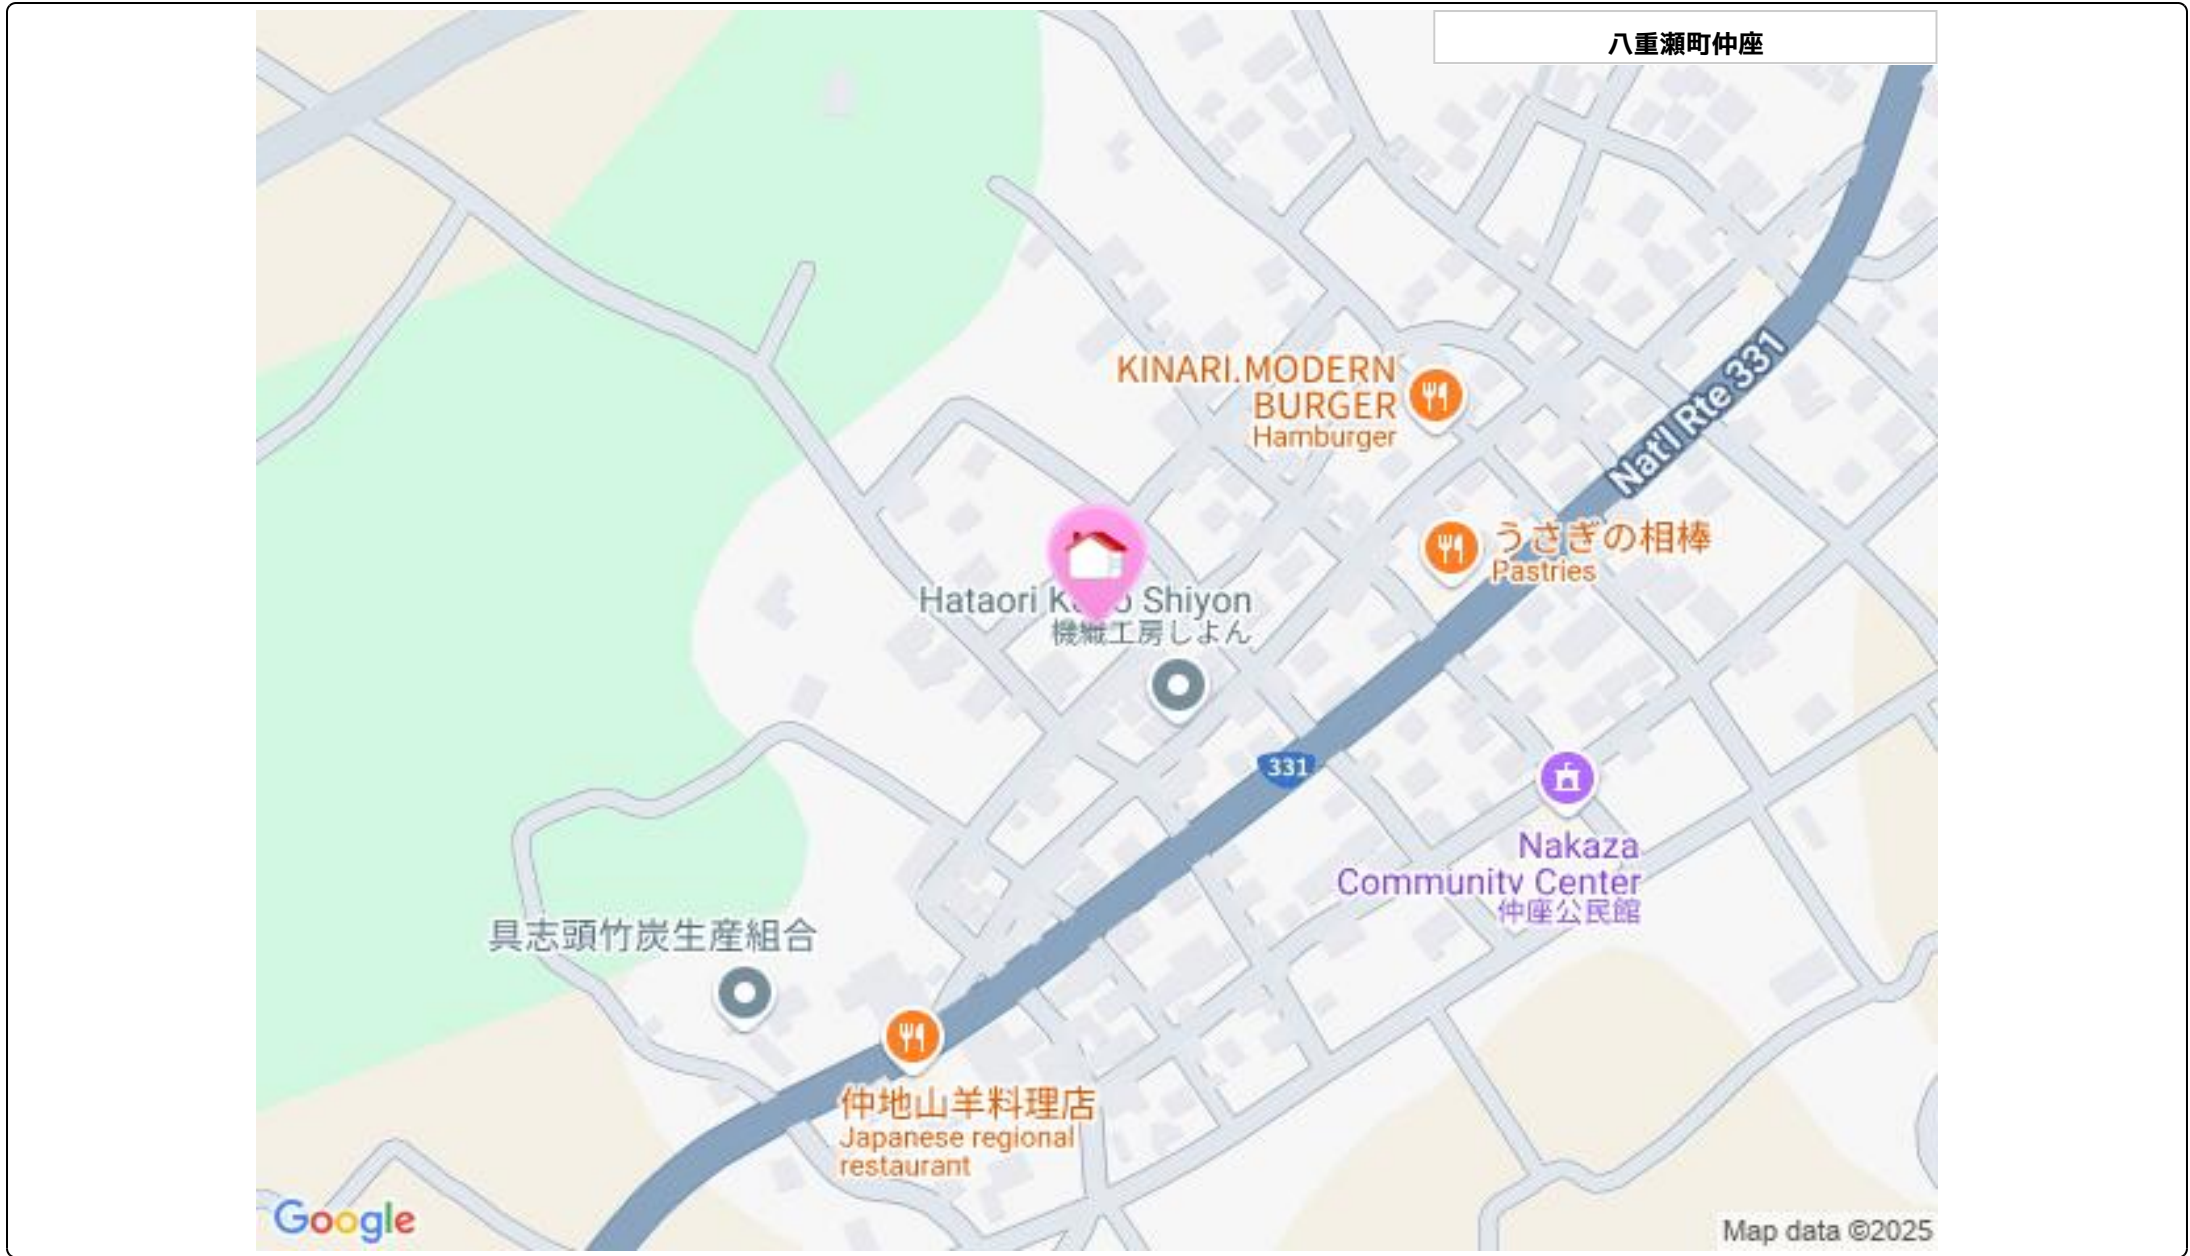 八重瀬町仲座
KINARI.MODERN
BURGER
Hamburger
Nat'l Rte 331
うさぎの相棒
Pastries
Hataori Shiyon
機織工房しよん
331
Nakaza
Community Center
仲座公民館
具志頭竹炭生産組合
仲地山羊料理店
Japanese regional
restaurant
Google
Map data ©2025